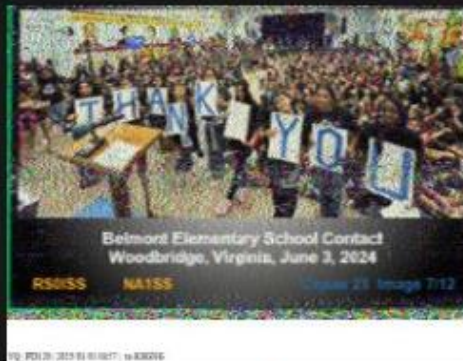 THANK YOU
Belmont Elementary School Contact
Woodbridge, Virginia, June 3, 2024
RS0ISS NA1SS Image 7/12